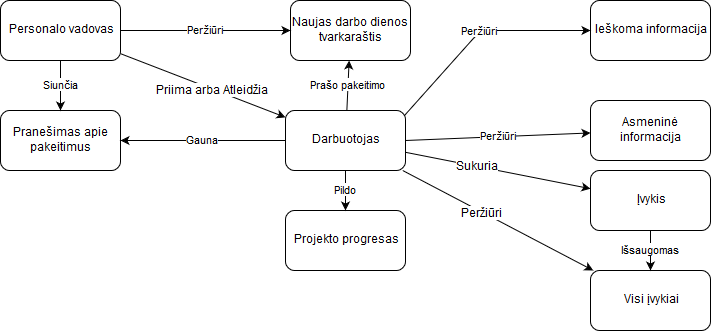 Personalo vadovas
Peržiūri
Naujas darbo dienos
tvarkaraštis
Peržiūri
Ieškoma informacija
Siunčia
Priima arba Atleidžia
Prašo pakeitimo
Pranešimas apie
pakeitimus
Gauna
Darbuotojas
Peržiūri
Asmeninė
informacija
Sukuria
Pildo
Įvykis
Peržiūri
Projekto progresas
Išsaugomas
Visi įvykiai